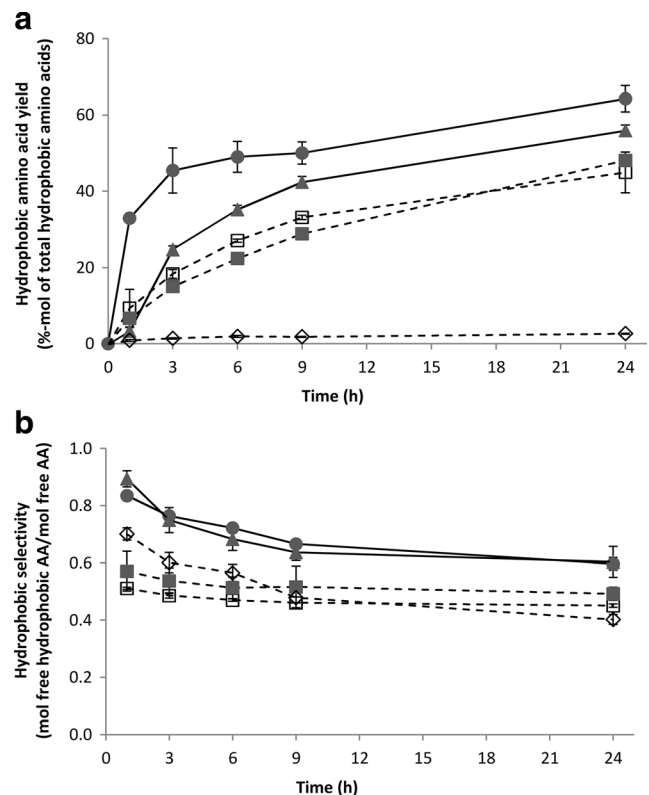 a
Hydrophobic amino acid yield
(%-mol of total hydrophobic amino acids)
80
60
40
20
0
0 3 6 9 12 15 18 21 24
Time (h)
b
Hydrophobic selectivity
(mol free hydrophobic AA/mol free AA)
1.0
0.8
0.6
0.4
0.2
0.0
0 3 6 9 12 15 18 21 24
Time (h)